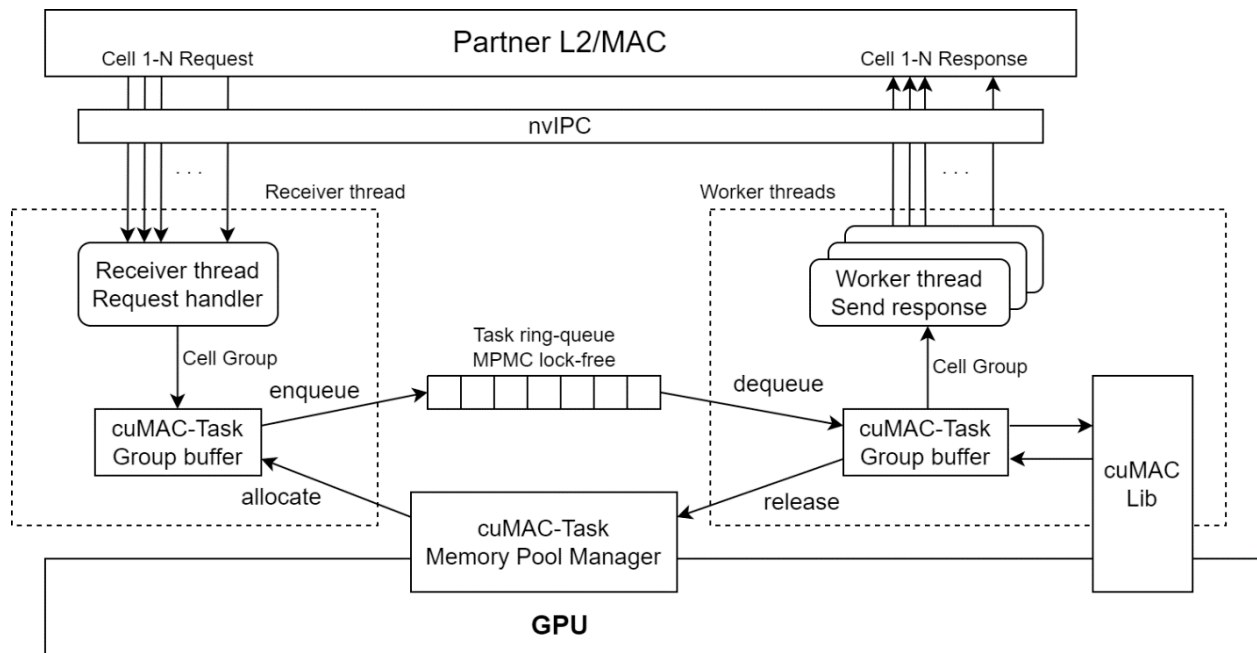 Partner L2/MAC
Cell 1-N Request
Cell 1-N Response
nvIPC
. . .
. . .
Receiver thread
Worker threads
Receiver thread
Request handler
Worker thread
Send response
Task ring-queue
MPMC lock-free
Cell Group
Cell Group
enqueue
dequeue
cuMAC-Task
Group buffer
cuMAC-Task
Group buffer
cuMAC
Lib
allocate
release
cuMAC-Task
Memory Pool Manager
GPU